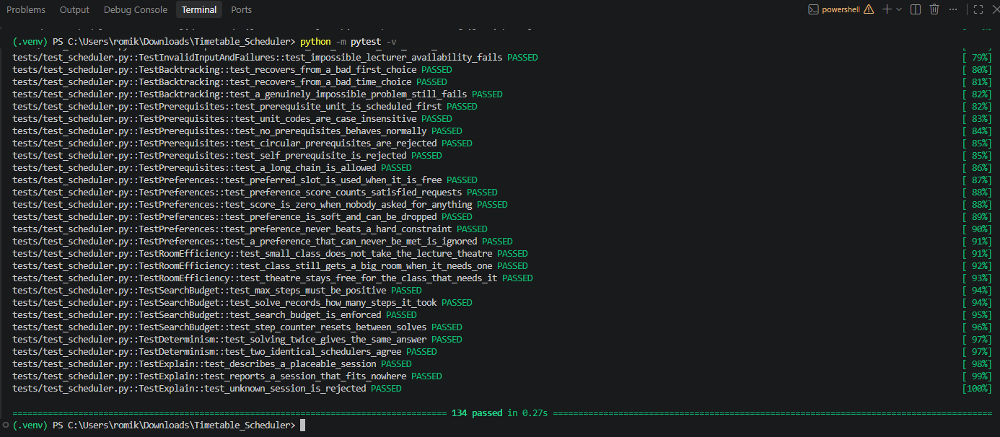 Problems Output Debug Console Terminal Ports powershell
(.venv) PS C:\Users\romik\Downloads\Timetable_Scheduler> python -m pytest -v
tests/test_scheduler.py::TestInvalidInputAndFailures::test_impossible_lecturer_availability_fails PASSED [ 79%]
tests/test_scheduler.py::TestBacktracking::test_recovers_from_a_bad_first_choice PASSED [ 80%]
tests/test_scheduler.py::TestBacktracking::test_recovers_from_a_bad_time_choice PASSED [ 81%]
tests/test_scheduler.py::TestBacktracking::test_a_genuinely_impossible_problem_still_fails PASSED [ 82%]
tests/test_scheduler.py::TestPrerequisites::test_prerequisite_unit_is_scheduled_first PASSED [ 82%]
tests/test_scheduler.py::TestPrerequisites::test_unit_codes_are_case_insensitive PASSED [ 83%]
tests/test_scheduler.py::TestPrerequisites::test_no_prerequisites_behaves_normally PASSED [ 84%]
tests/test_scheduler.py::TestPrerequisites::test_circular_prerequisites_are_rejected PASSED [ 85%]
tests/test_scheduler.py::TestPrerequisites::test_self_prerequisite_is_rejected PASSED [ 85%]
tests/test_scheduler.py::TestPrerequisites::test_a_long_chain_is_allowed PASSED [ 86%]
tests/test_scheduler.py::TestPreferences::test_preferred_slot_is_used_when_it_is_free PASSED [ 87%]
tests/test_scheduler.py::TestPreferences::test_preference_score_counts_satisfied_requests PASSED [ 88%]
tests/test_scheduler.py::TestPreferences::test_score_is_zero_when_nobody_asked_for_anything PASSED [ 88%]
tests/test_scheduler.py::TestPreferences::test_preference_is_soft_and_can_be_dropped PASSED [ 89%]
tests/test_scheduler.py::TestPreferences::test_preference_never_beats_a_hard_constraint PASSED [ 90%]
tests/test_scheduler.py::TestPreferences::test_a_preference_that_can_never_be_met_is_ignored PASSED [ 91%]
tests/test_scheduler.py::TestRoomEfficiency::test_small_class_does_not_take_the_lecture_theatre PASSED [ 91%]
tests/test_scheduler.py::TestRoomEfficiency::test_class_still_gets_a_big_room_when_it_needs_one PASSED [ 92%]
tests/test_scheduler.py::TestRoomEfficiency::test_theatre_stays_free_for_the_class_that_needs_it PASSED [ 93%]
tests/test_scheduler.py::TestSearchBudget::test_max_steps_must_be_positive PASSED [ 94%]
tests/test_scheduler.py::TestSearchBudget::test_solve_records_how_many_steps_it_took PASSED [ 94%]
tests/test_scheduler.py::TestSearchBudget::test_search_budget_is_enforced PASSED [ 95%]
tests/test_scheduler.py::TestSearchBudget::test_step_counter_resets_between_solves PASSED [ 96%]
tests/test_scheduler.py::TestDeterminism::test_solving_twice_gives_the_same_answer PASSED [ 97%]
tests/test_scheduler.py::TestDeterminism::test_two_identical_schedulers_agree PASSED [ 97%]
tests/test_scheduler.py::TestExplain::test_describes_a_placeable_session PASSED [ 98%]
tests/test_scheduler.py::TestExplain::test_reports_a_session_that_fits_nowhere PASSED [ 99%]
tests/test_scheduler.py::TestExplain::test_unknown_session_is_rejected PASSED [100%]
134 passed in 0.27s
(.venv) PS C:\Users\romik\Downloads\Timetable_Scheduler>